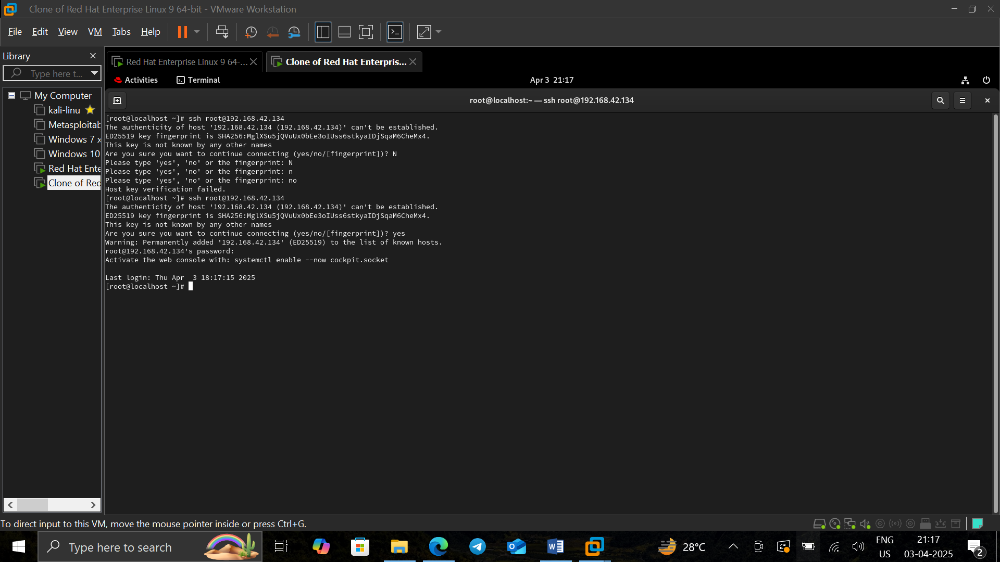 Clone of Red Hat Enterprise Linux 9 64-bit - VMware Workstation
File Edit View VM Tabs Help
Library
Type here t...
My Computer
kali-linu
Metasploitab
Windows 7 x
Windows 10
Red Hat Ente
Clone of Red
Red Hat Enterprise Linux 9 64-...
Clone of Red Hat Enterpris...
Activities Terminal Apr 3 21:17
root@localhost:~ — ssh root@192.168.42.134
[root@localhost ~]# ssh root@192.168.42.134
The authenticity of host '192.168.42.134 (192.168.42.134)' can't be established.
ED25519 key fingerprint is SHA256:MglXSu5jQVuUx0bEe3oIUss6stkyaIDjSqaM6CheMx4.
This key is not known by any other names
Are you sure you want to continue connecting (yes/no/[fingerprint])? N
Please type 'yes', 'no' or the fingerprint: N
Please type 'yes', 'no' or the fingerprint: n
Please type 'yes', 'no' or the fingerprint: no
Host key verification failed.
[root@localhost ~]# ssh root@192.168.42.134
The authenticity of host '192.168.42.134 (192.168.42.134)' can't be established.
ED25519 key fingerprint is SHA256:MglXSu5jQVuUx0bEe3oIUss6stkyaIDjSqaM6CheMx4.
This key is not known by any other names
Are you sure you want to continue connecting (yes/no/[fingerprint])? yes
Warning: Permanently added '192.168.42.134' (ED25519) to the list of known hosts.
root@192.168.42.134's password:
Activate the web console with: systemctl enable --now cockpit.socket
Last login: Thu Apr  3 18:17:15 2025
[root@localhost ~]#
To direct input to this VM, move the mouse pointer inside or press Ctrl+G.
Type here to search
28°C
ENG
US
21:17
03-04-2025
2